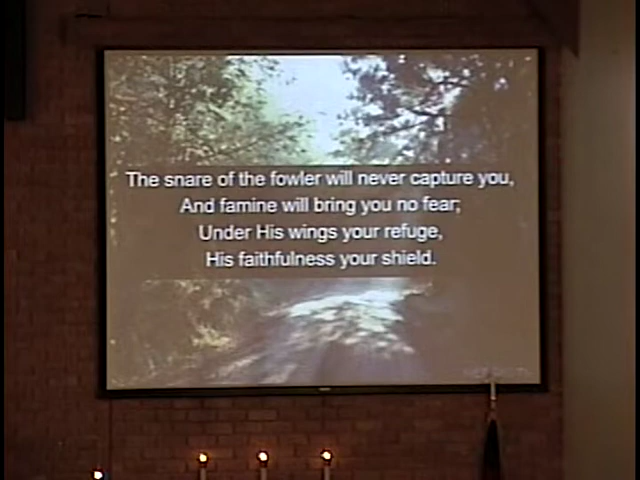 The snare of the fowler will never capture you,
And famine will bring you no fear;
Under His wings your refuge,
His faithfulness your shield.